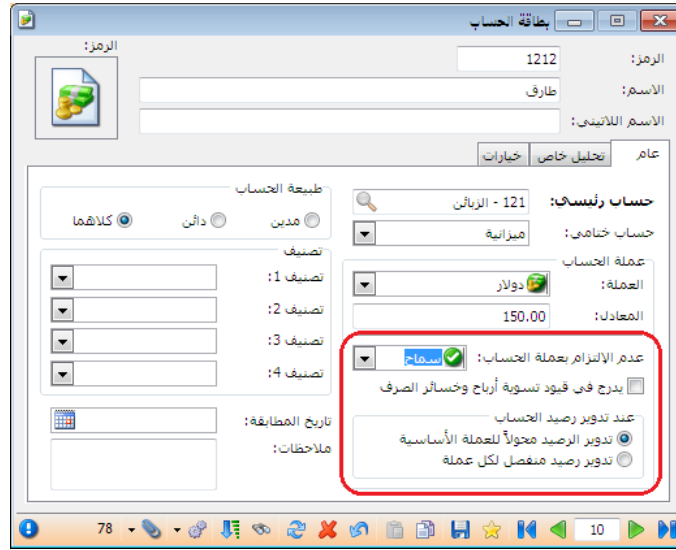 بطاقة الحساب
الرمز: 1212
الرمز:
الاسم: طارق
الاسم اللاتيني:
عام
تحليل خاص
خيارات
حساب رئيسي: 121 - الزبائن
حساب ختامي: ميزانية
عملة الحساب
العملة: دولار
المعادل: 150.00
عدم الإلتزام بعملة الحساب: سماح
يدرج في قيود تسوية أرباح وخسائر الصرف
عند تدوير رصيد الحساب
تدوير الرصيد محولاً للعملة الأساسية
تدوير رصيد منفصل لكل عملة
طبيعة الحساب
مدين
دائن
كلاهما
تصنيف
تصنيف 1:
تصنيف 2:
تصنيف 3:
تصنيف 4:
تاريخ المطابقة:
ملاحظات:
10
78